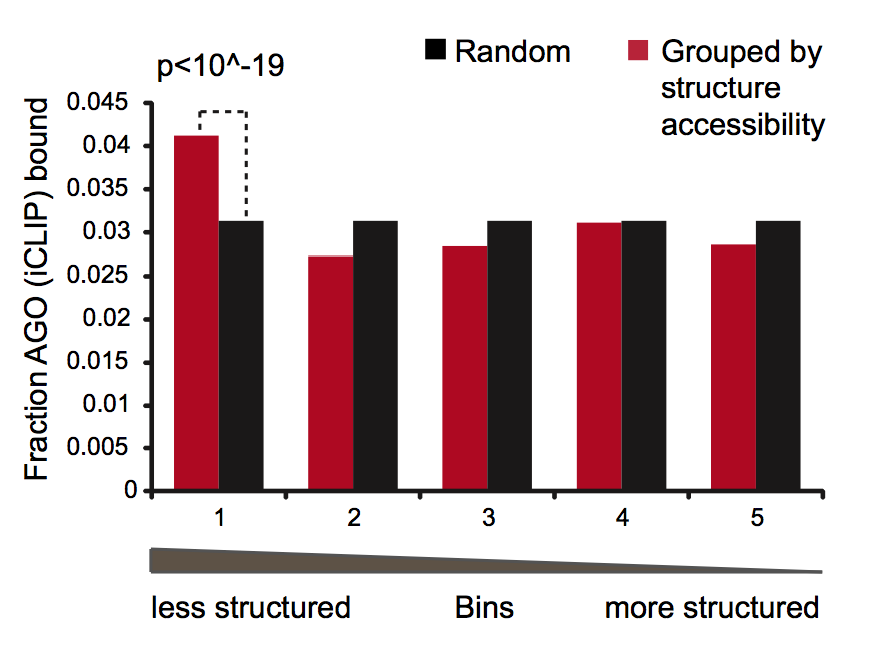 p<10^-19
Random
Grouped by
structure
accessibility
Fraction AGO (iCLIP) bound
0.045
0.04
0.035
0.03
0.025
0.02
0.015
0.01
0.005
0
1 2 3 4 5
less structured Bins more structured